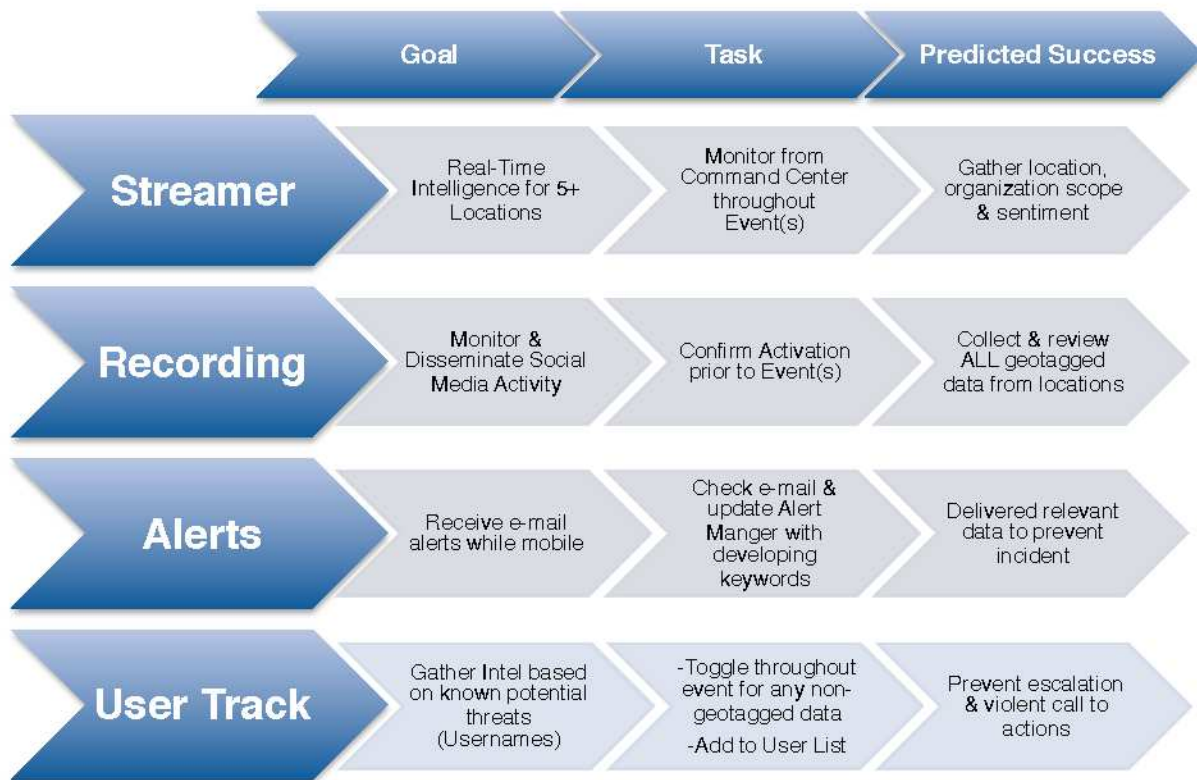 Goal
Task
Predicted Success
Streamer
Real-Time
Intelligence for 5+
Locations
Monitor from
Command Center
throughout
Event(s)
Gather location,
organization scope
& sentiment
Recording
Monitor &
Disseminate Social
Media Activity
Confirm Activation
prior to Event(s)
Collect & review
ALL geotagged
data from locations
Alerts
Receive e-mail
alerts while mobile
Check e-mail &
update Alert
Manger with
developing
keywords
Delivered relevant
data to prevent
incident
User Track
Gather Intel based
on known potential
threats
(Usernames)
-Toggle throughout
event for any non-
geotagged data
-Add to User List
Prevent escalation
& violent call to
actions